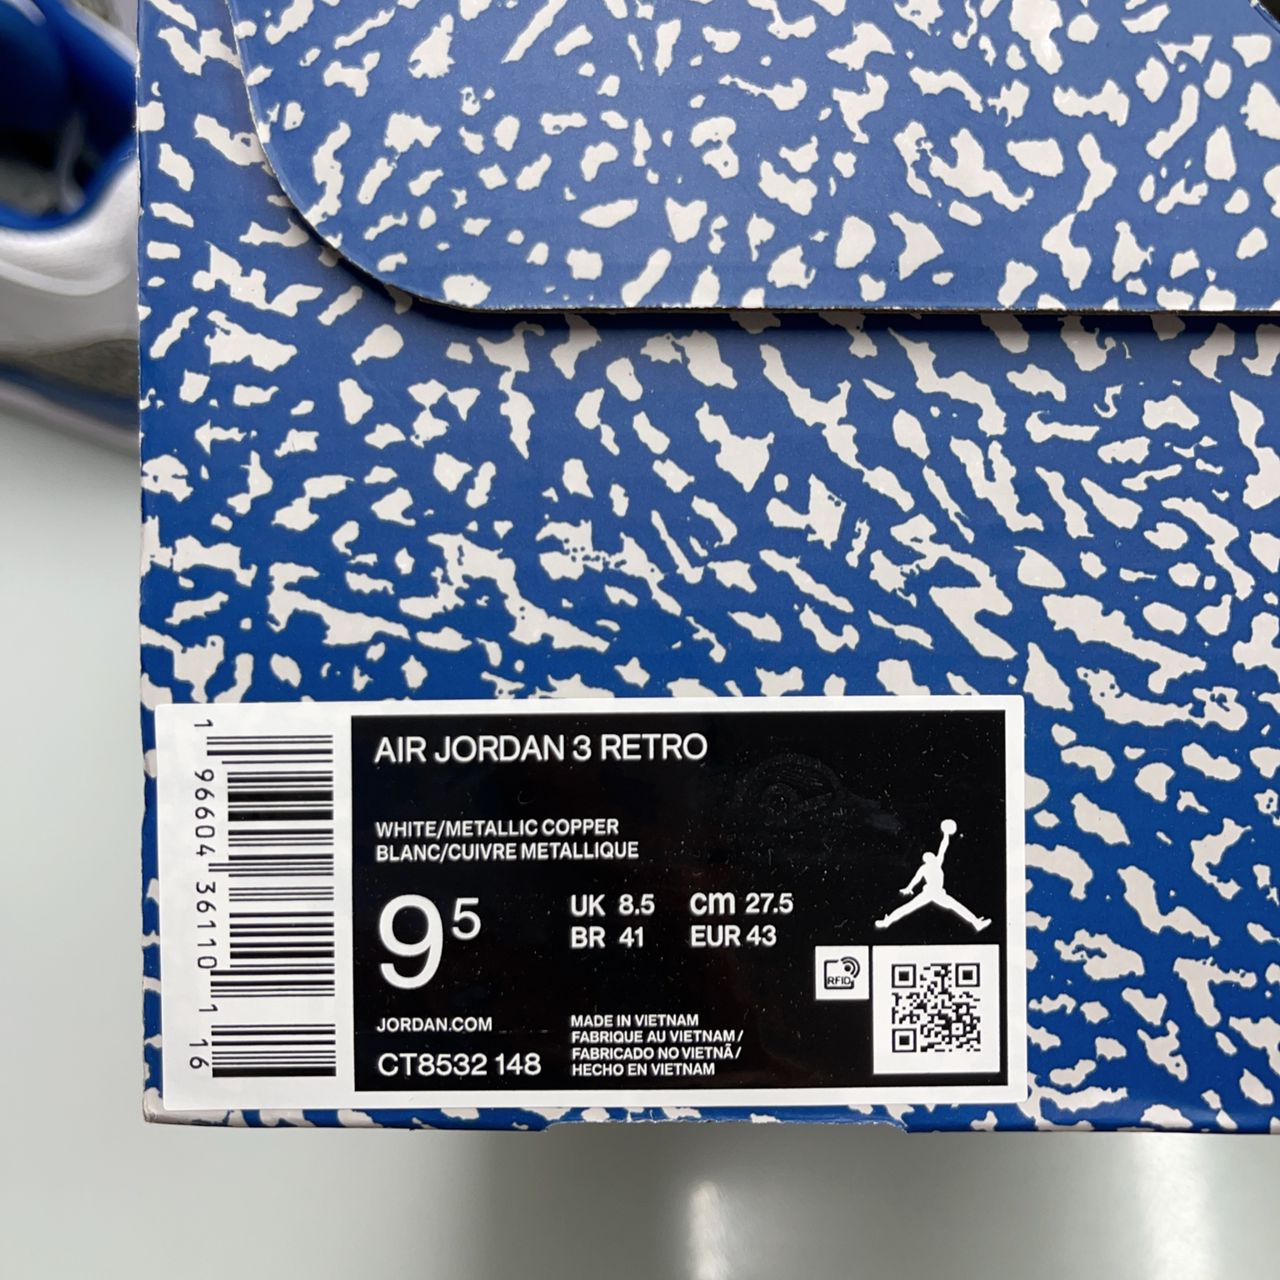 AIR JORDAN 3 RETRO
WHITE/METALLIC COPPER
BLANC/CUIVRE METALLIQUE
9 5
UK 8.5 cm 27.5
BR 41 EUR 43
JORDAN.COM
CT8532 148
MADE IN VIETNAM
FABRIQUE AU VIETNAM /
FABRICADO NO VIETNÃ /
HECHO EN VIETNAM
RFID
1 96604 36110 1 16